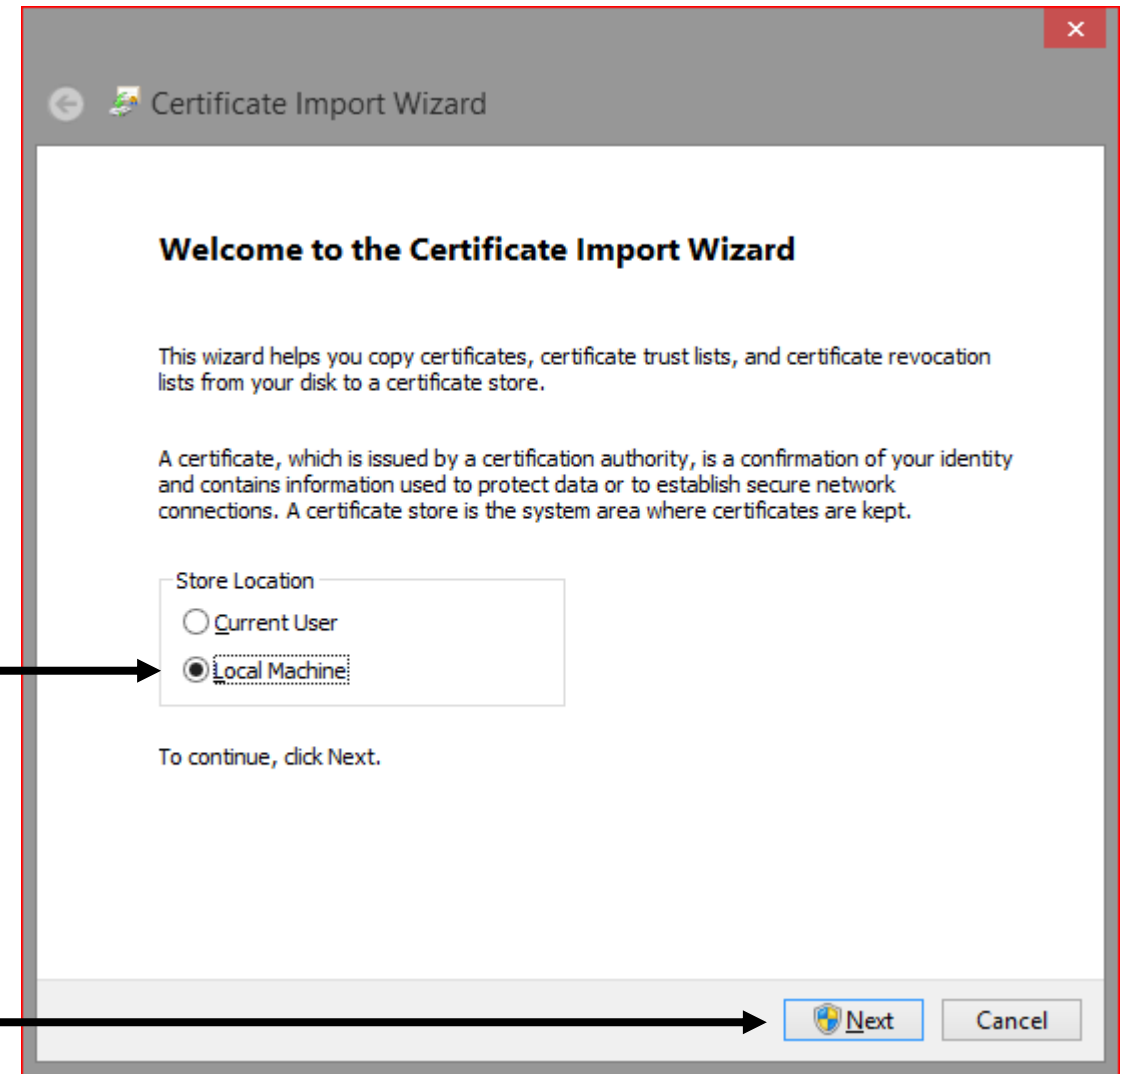 Certificate Import Wizard
Welcome to the Certificate Import Wizard
This wizard helps you copy certificates, certificate trust lists, and certificate revocation
lists from your disk to a certificate store.
A certificate, which is issued by a certification authority, is a confirmation of your identity
and contains information used to protect data or to establish secure network
connections. A certificate store is the system area where certificates are kept.
Store Location
Current User
Local Machine
To continue, click Next.
Next
Cancel